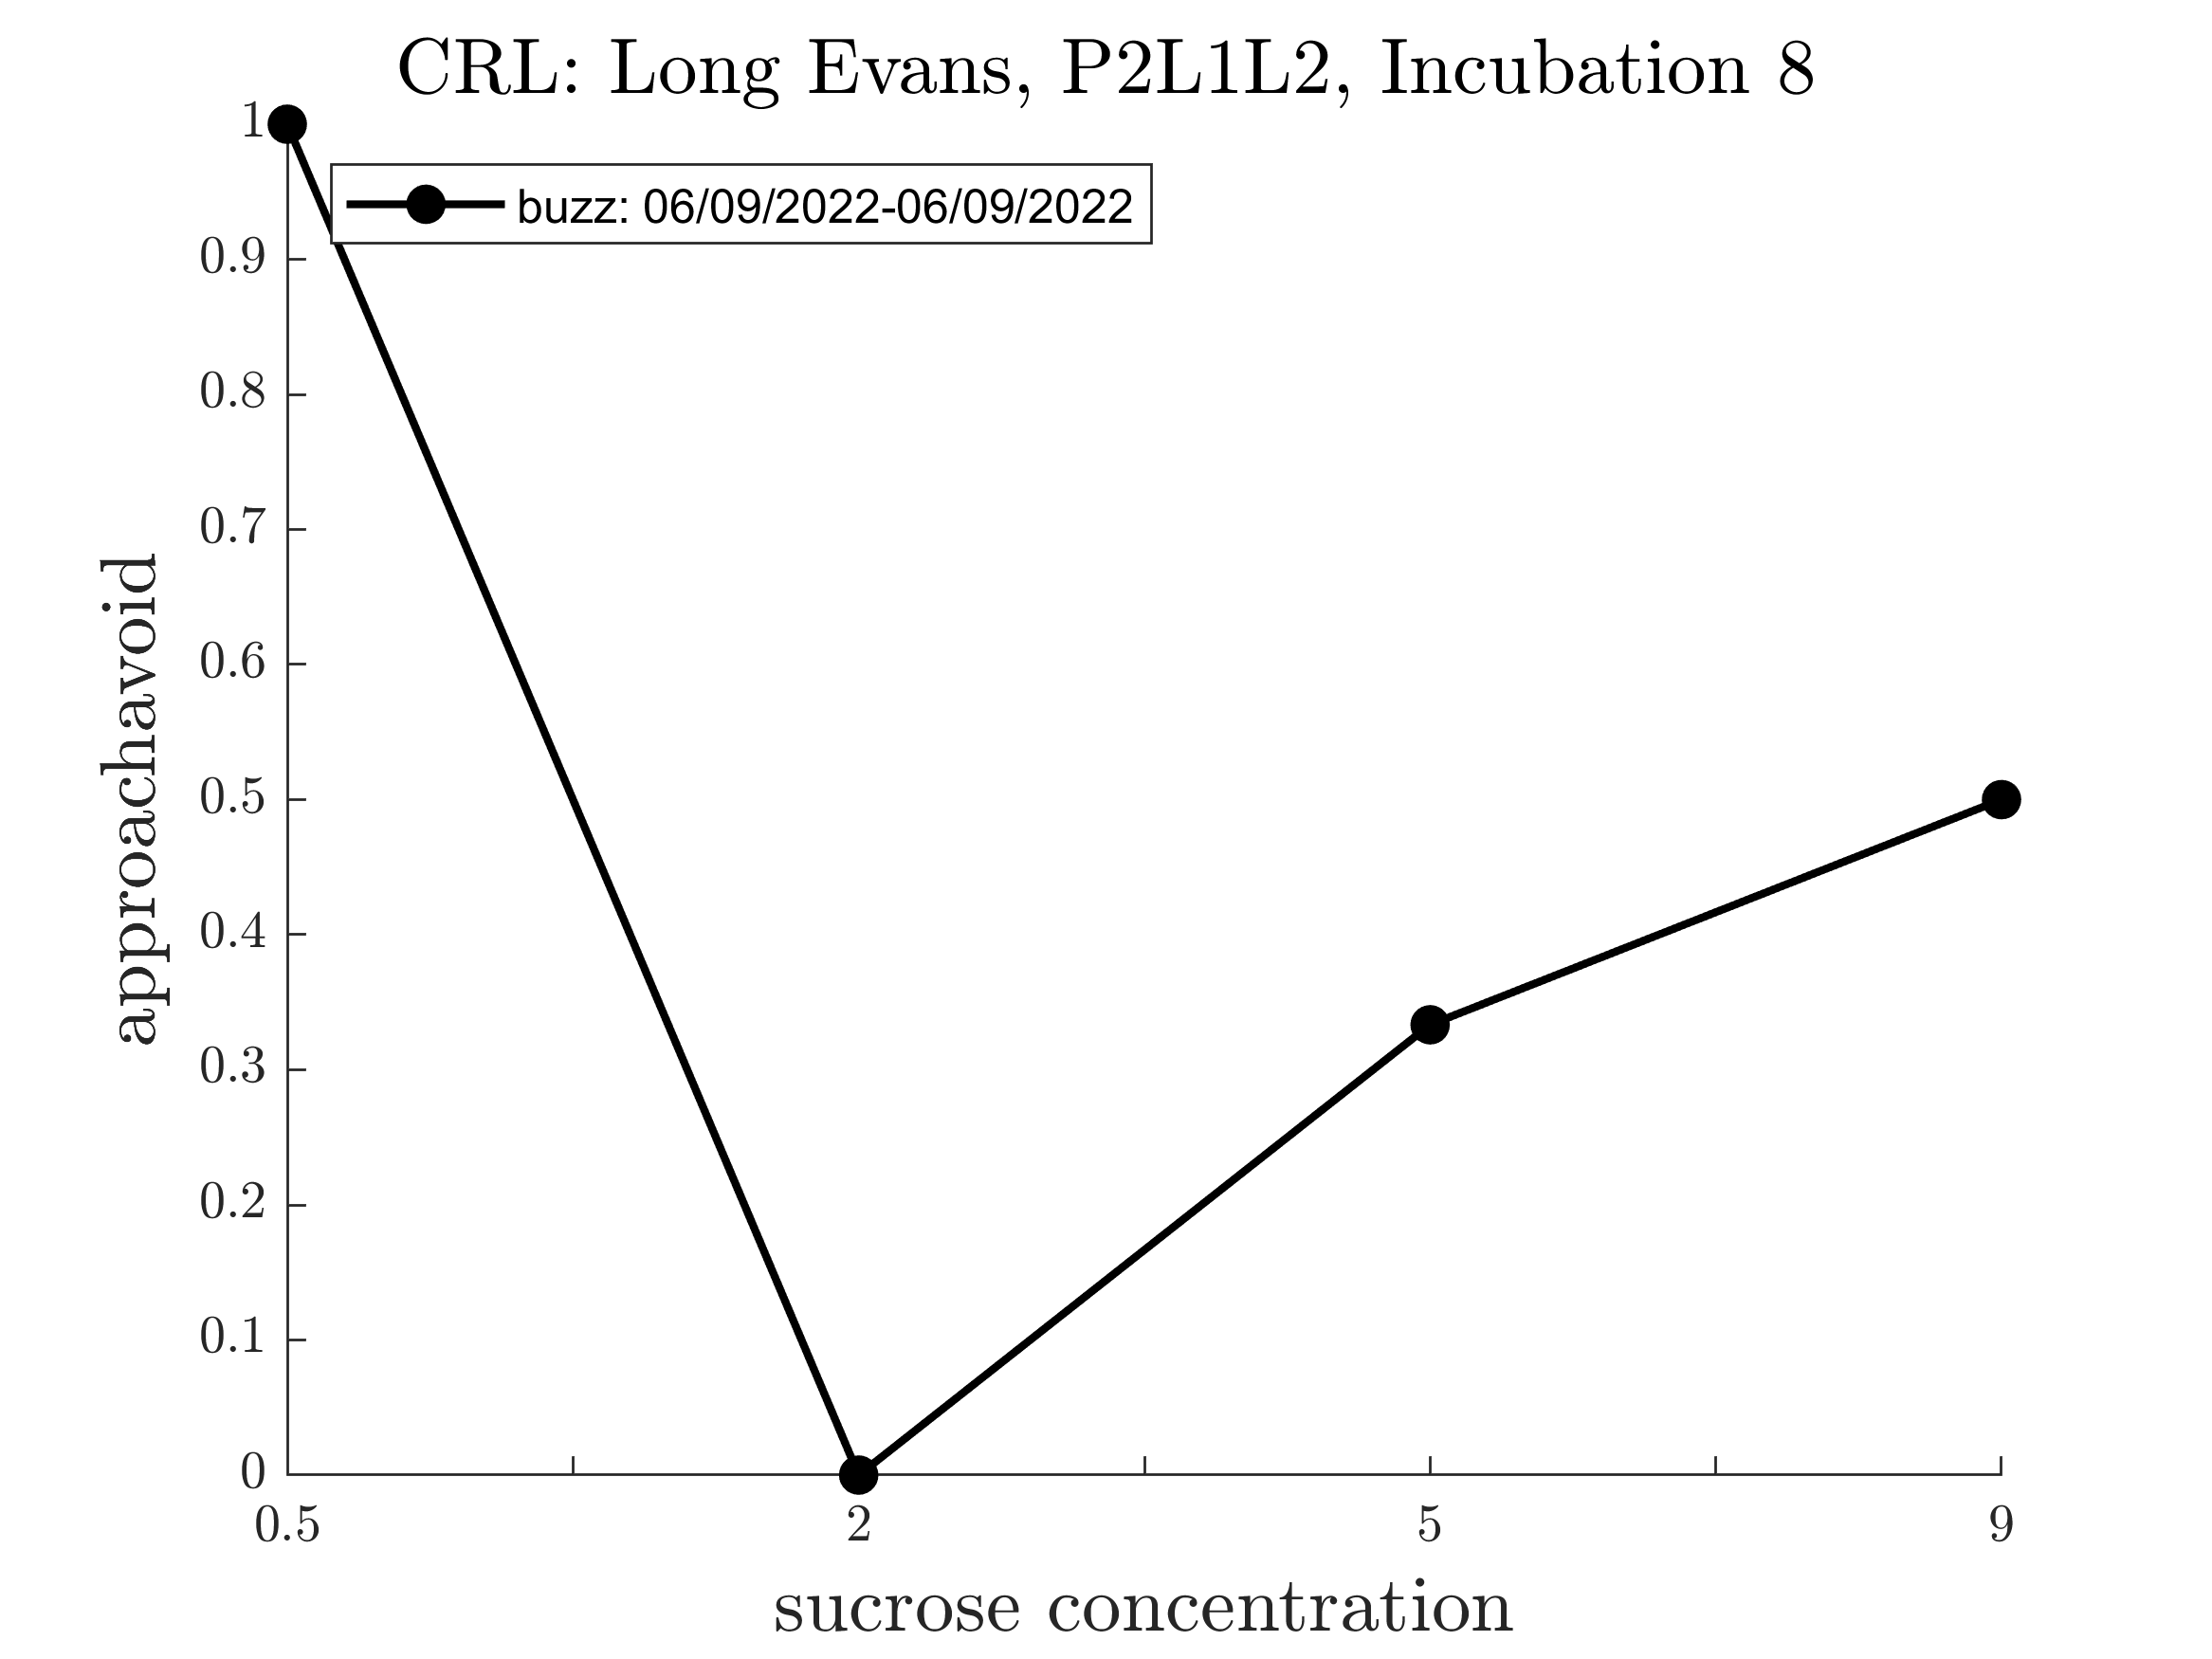 CRL: Long Evans, P2L1L2, Incubation 8
buzz: 06/09/2022-06/09/2022
approachavoid
1
0.9
0.8
0.7
0.6
0.5
0.4
0.3
0.2
0.1
0
0.5 2 5 9
sucrose concentration